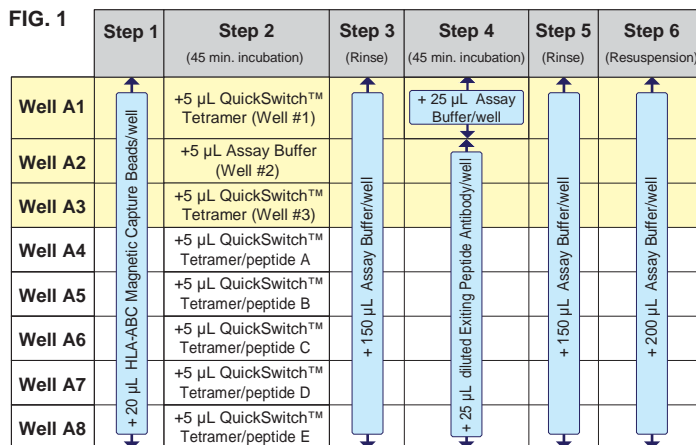 FIG. 1
Step 1
Step 2
(45 min. incubation)
Step 3
(Rinse)
Step 4
(45 min. incubation)
Step 5
(Rinse)
Step 6
(Resuspension)
Well A1
+5 µL QuickSwitch™
Tetramer (Well #1)
+ 25 µL Assay
Buffer/well
Well A2
+5 µL Assay Buffer
(Well #2)
Well A3
+5 µL QuickSwitch™
Tetramer (Well #3)
Well A4
+5 µL QuickSwitch™
Tetramer/peptide A
Well A5
+5 µL QuickSwitch™
Tetramer/peptide B
Well A6
+5 µL QuickSwitch™
Tetramer/peptide C
Well A7
+5 µL QuickSwitch™
Tetramer/peptide D
Well A8
+5 µL QuickSwitch™
Tetramer/peptide E
+ 20 µL HLA-ABC Magnetic Capture Beads/well
+ 150 µL Assay Buffer/well
+ 25 µL diluted Exiting Peptide Antibody/well
+ 150 µL Assay Buffer/well
+ 200 µL Assay Buffer/well